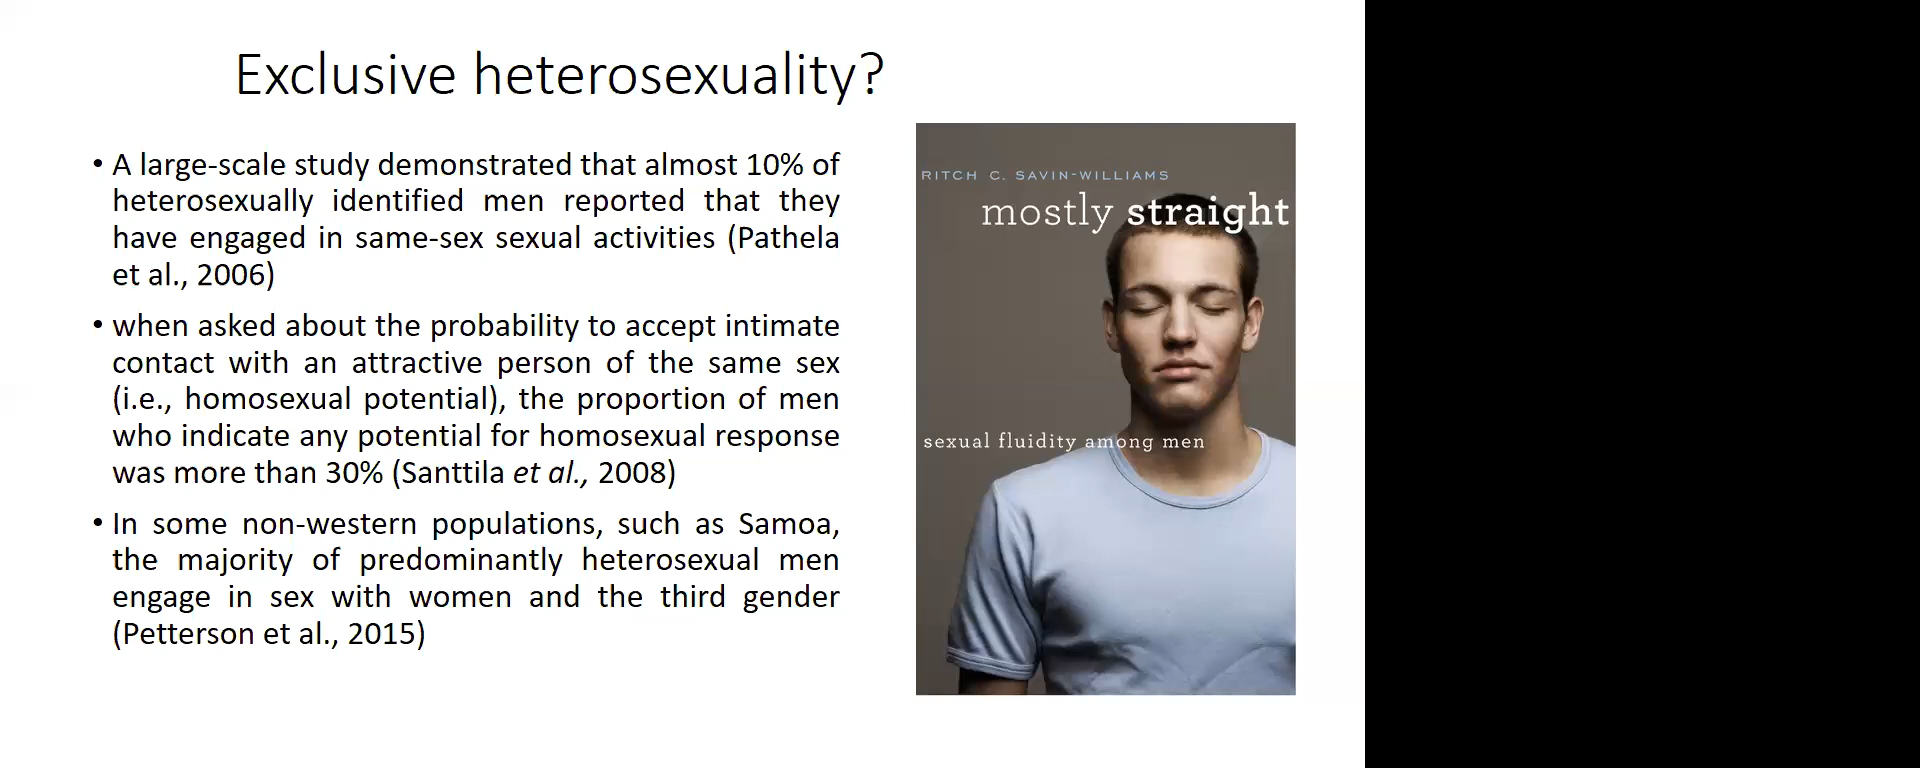 Exclusive heterosexuality?
• A large-scale study demonstrated that almost 10% of
heterosexually identified men reported that they
have engaged in same-sex sexual activities (Pathela
et al., 2006)
• when asked about the probability to accept intimate
contact with an attractive person of the same sex
(i.e., homosexual potential), the proportion of men
who indicate any potential for homosexual response
was more than 30% (Santtila et al., 2008)
• In some non-western populations, such as Samoa,
the majority of predominantly heterosexual men
engage in sex with women and the third gender
(Petterson et al., 2015)
RITCH C. SAVIN-WILLIAMS
mostly straight
sexual fluidity among men